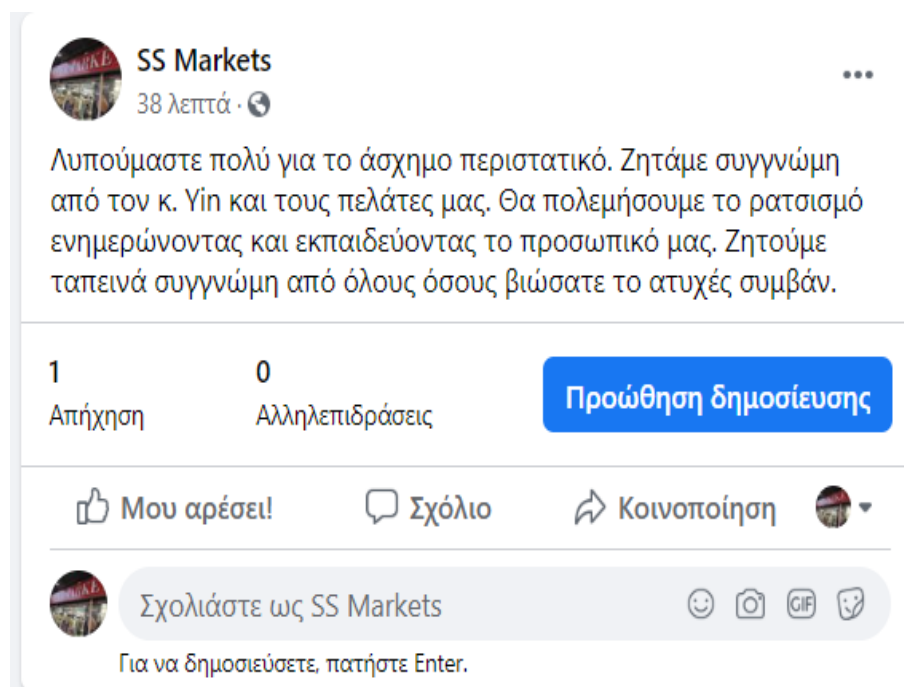 SS Markets
38 λεπτά ·
Λυπούμαστε πολύ για το άσχημο περιστατικό. Ζητάμε συγγνώμη
από τον κ. Yin και τους πελάτες μας. Θα πολεμήσουμε το ρατσισμό
ενημερώνοντας και εκπαιδεύοντας το προσωπικό μας. Ζητούμε
ταπεινά συγγνώμη από όλους όσους βιώσατε το ατυχές συμβάν.
1
Απήχηση
0
Αλληλεπιδράσεις
Προώθηση δημοσίευσης
Μου αρέσει!
Σχόλιο
Κοινοποίηση
Σχολιάστε ως SS Markets
GIF
Για να δημοσιεύσετε, πατήστε Enter.